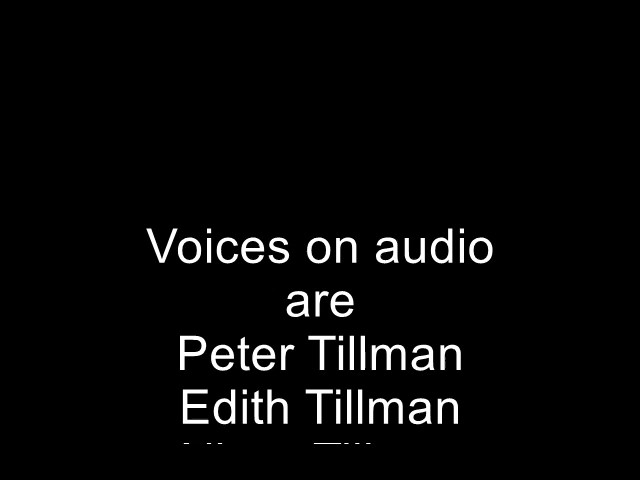 Voices on audio
are
Peter Tillman
Edith Tillman